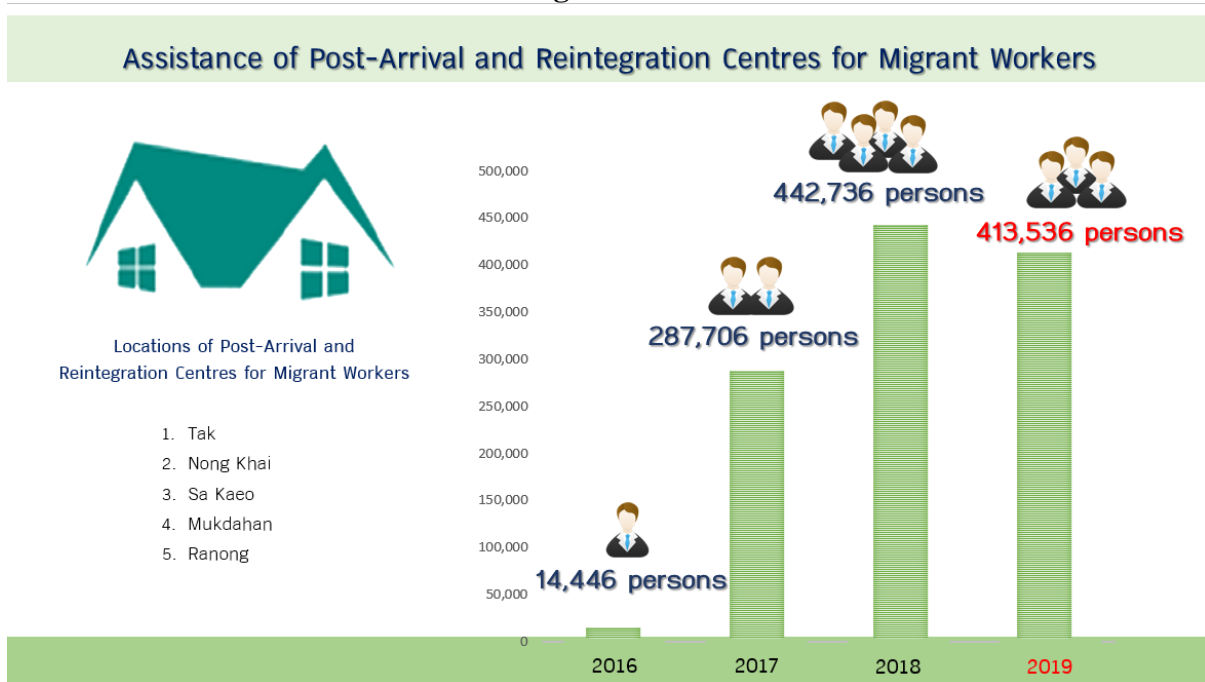 Assistance of Post-Arrival and Reintegration Centres for Migrant Workers
Locations of Post-Arrival and
Reintegration Centres for Migrant Workers
1. Tak
2. Nong Khai
3. Sa Kaeo
4. Mukdahan
5. Ranong
500,000
450,000
400,000
350,000
300,000
250,000
200,000
150,000
100,000
50,000
0
14,446 persons
287,706 persons
442,736 persons
413,536 persons
2016
2017
2018
2019